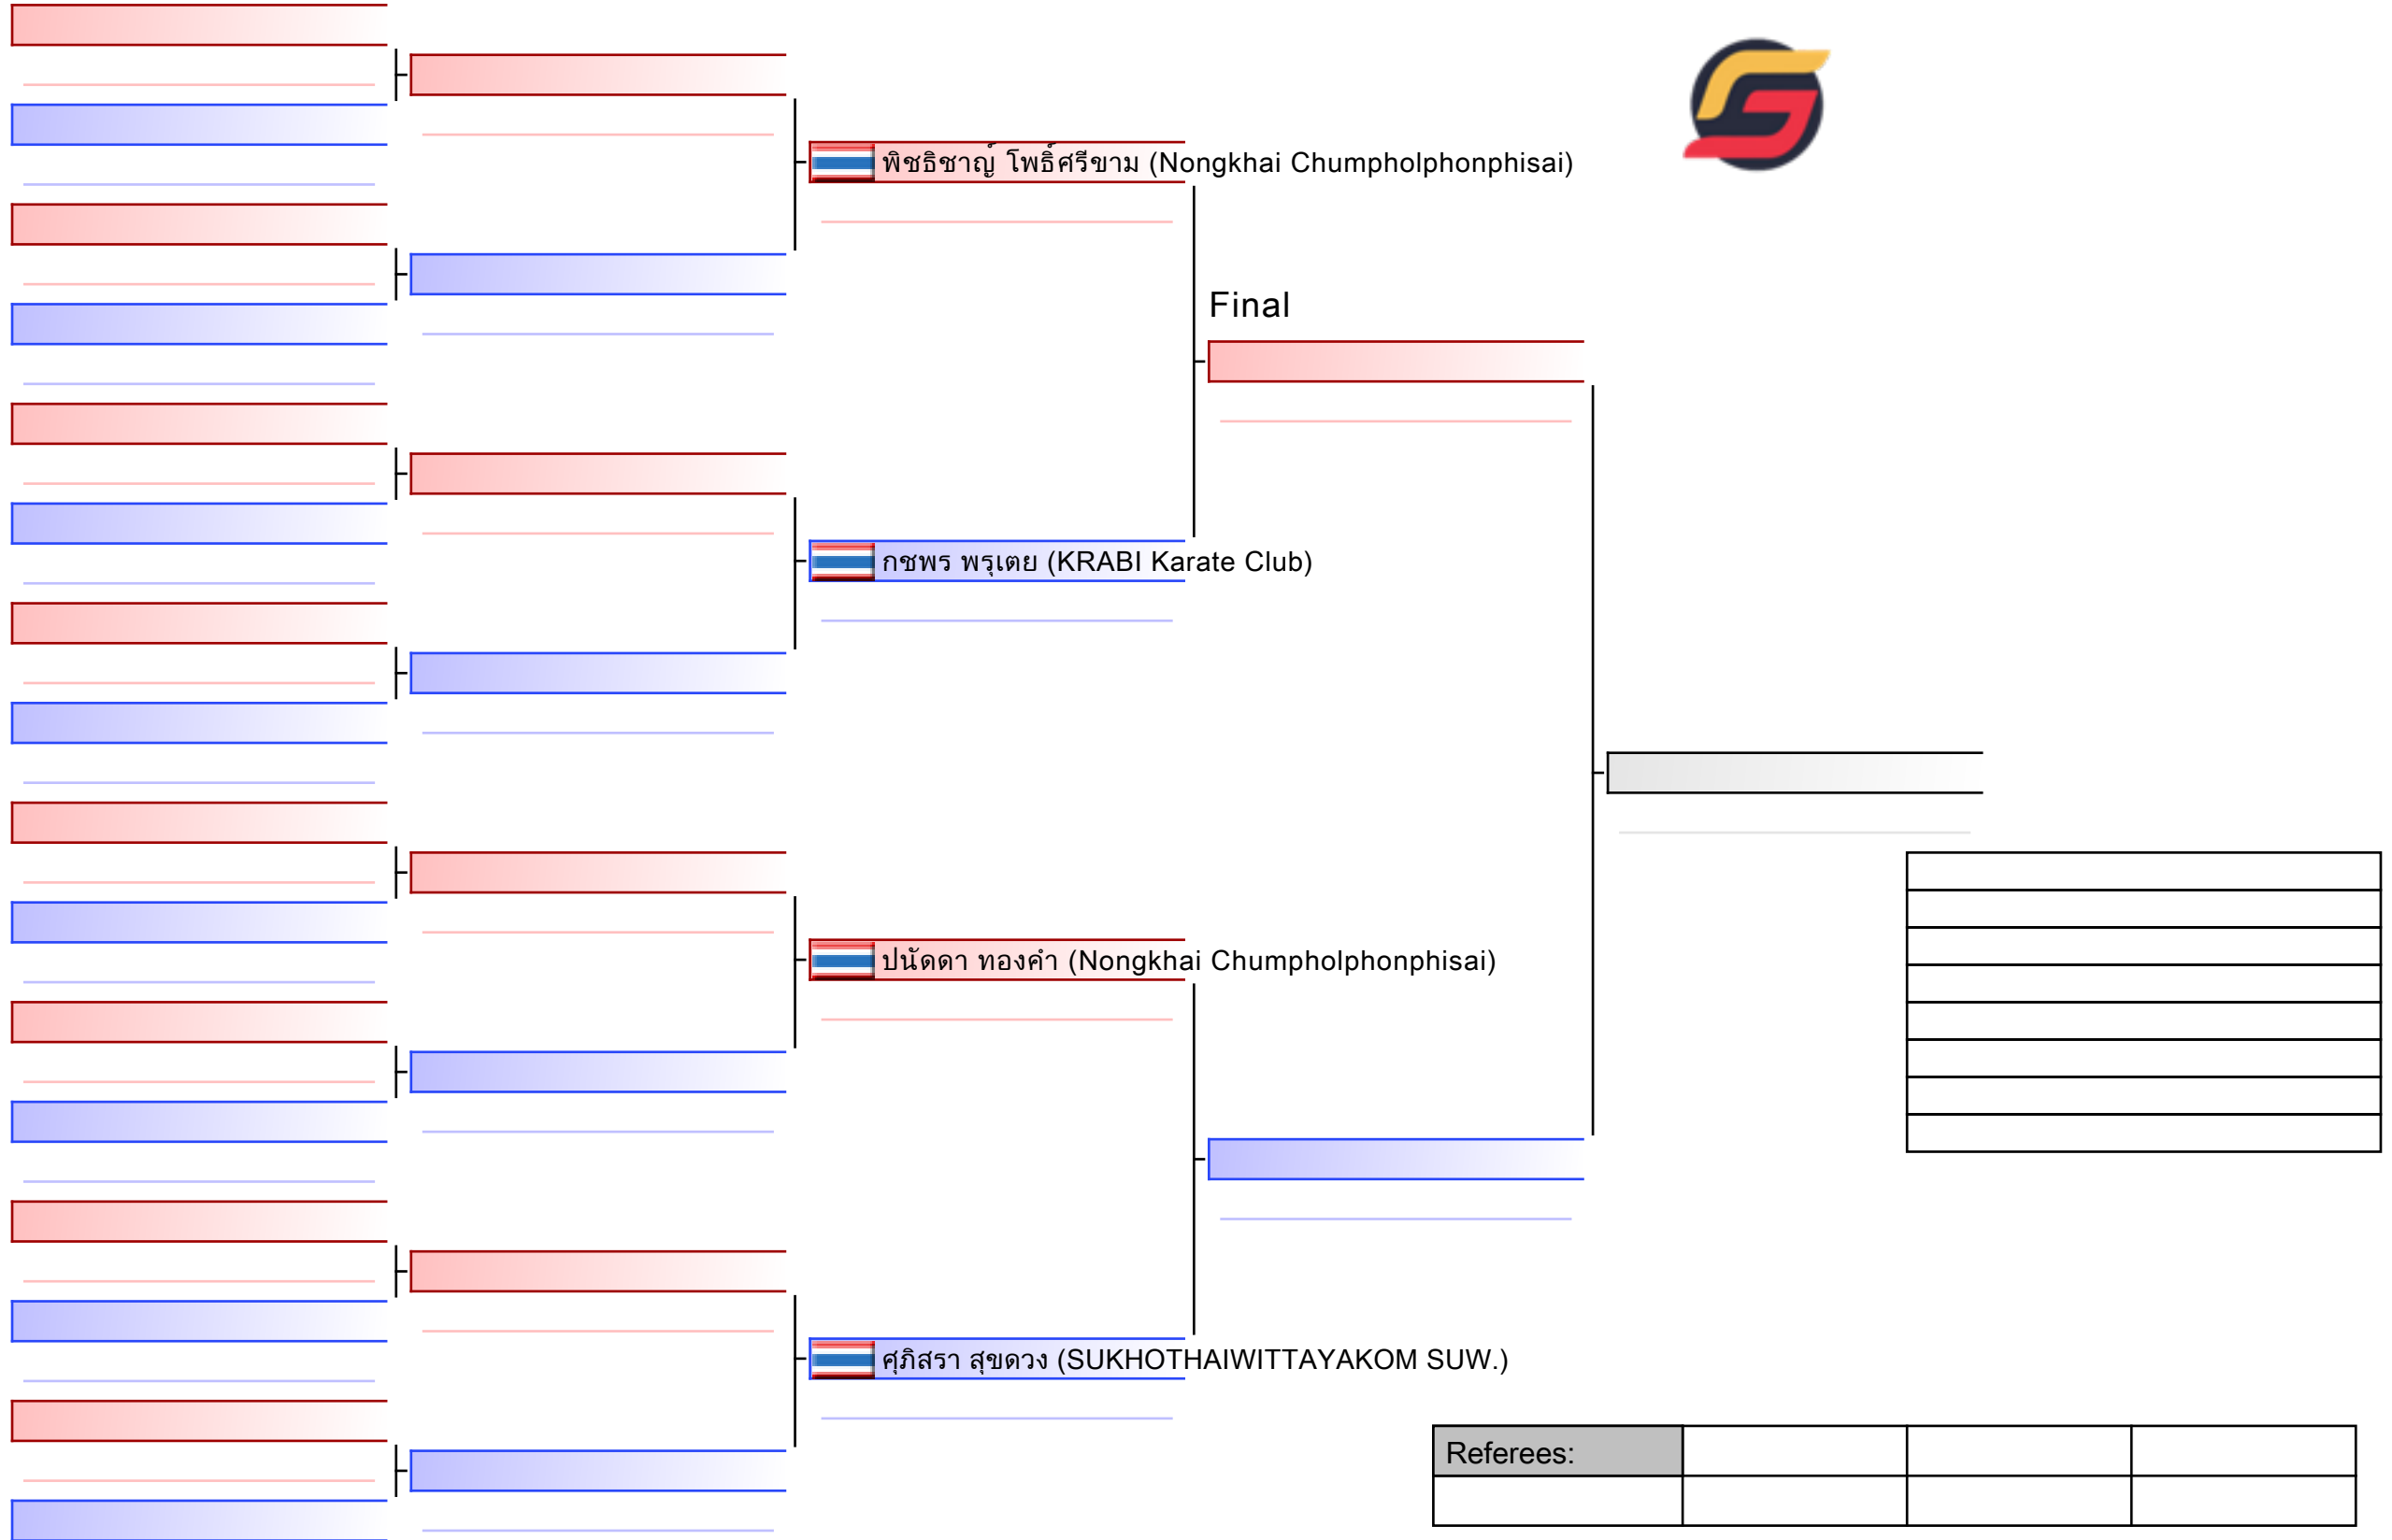 พิชธิชาญ์ โพธิ์ศรีขาม (Nongkhai Chumpholphonphisai)
Final
กชพร พรุเตย (KRABI Karate Club)
ปนัดดา ทองคำ (Nongkhai Chumpholphonphisai)
ศุภิสรา สุขดวง (SUKHOTHAIWITTAYAKOM SUW.)
Referees: